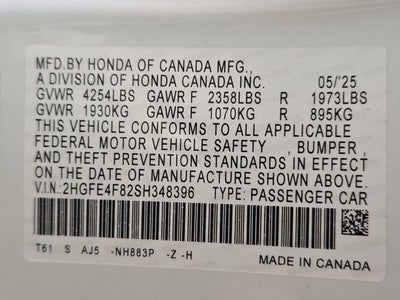 MFD.BY HONDA OF CANADA MFG.,
A DIVISION OF HONDA CANADA INC. 05/'25
GVWR 4254LBS GAWR F 2358LBS R 1973LBS
GVWR 1930KG GAWR F 1070KG R 895KG
THIS VEHICLE CONFORMS TO ALL APPLICABLE
FEDERAL MOTOR VEHICLE SAFETY , BUMPER,
2HD THEFT PREVENTION STANDARDS IN EFFECT
ON THE DATE OF MANUFACTURE SHOWN ABOVE.
V.I.N.:2HGFE4F82SH348396 TYPE: PASSENGER CAR
T61 S AJ5 -NH883P -Z -H
MADE IN CANADA